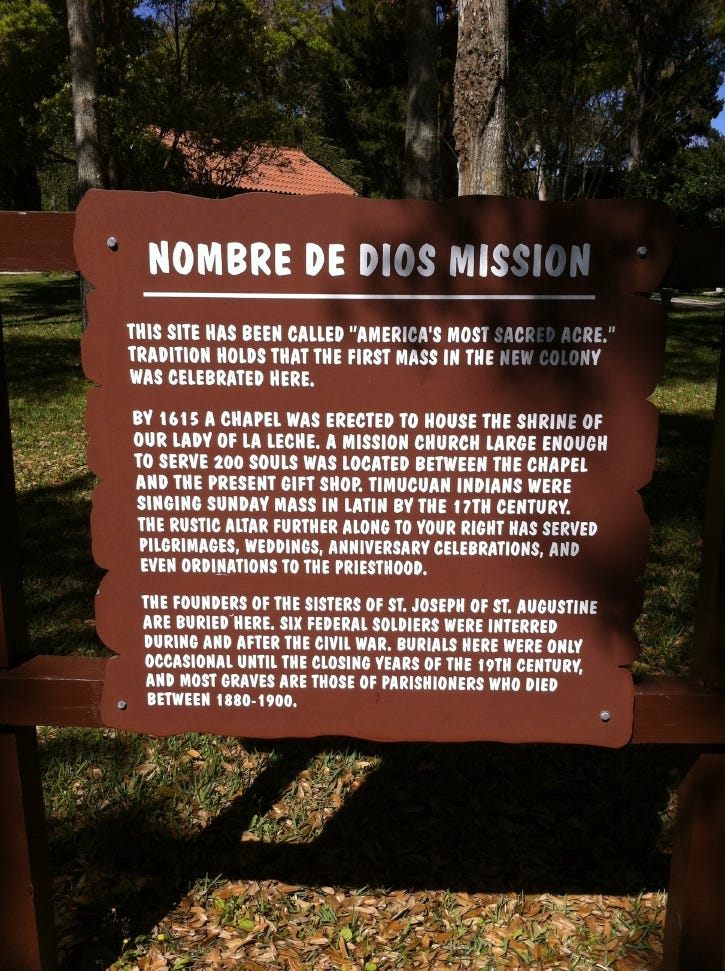 NOMBRE DE DIOS MISSION
THIS SITE HAS BEEN CALLED "AMERICA'S MOST SACRED ACRE."
TRADITION HOLDS THAT THE FIRST MASS IN THE NEW COLONY
WAS CELEBRATED HERE.
BY 1615 A CHAPEL WAS ERECTED TO HOUSE THE SHRINE OF
OUR LADY OF LA LECHE. A MISSION CHURCH LARGE ENOUGH
TO SERVE 200 SOULS WAS LOCATED BETWEEN THE CHAPEL
AND THE PRESENT GIFT SHOP. TIMUCUAN INDIANS WERE
SINGING SUNDAY MASS IN LATIN BY THE 17TH CENTURY.
THE RUSTIC ALTAR FURTHER ALONG TO YOUR RIGHT HAS SERVED
PILGRIMAGES, WEDDINGS, ANNIVERSARY CELEBRATIONS, AND
EVEN ORDINATIONS TO THE PRIESTHOOD.
THE FOUNDERS OF THE SISTERS OF ST. JOSEPH OF ST. AUGUSTINE
ARE BURIED HERE. SIX FEDERAL SOLDIERS WERE INTERRED
DURING AND AFTER THE CIVIL WAR. BURIALS HERE WERE ONLY
OCCASIONAL UNTIL THE CLOSING YEARS OF THE 19TH CENTURY,
AND MOST GRAVES ARE THOSE OF PARISHIONERS WHO DIED
BETWEEN 1880-1900.